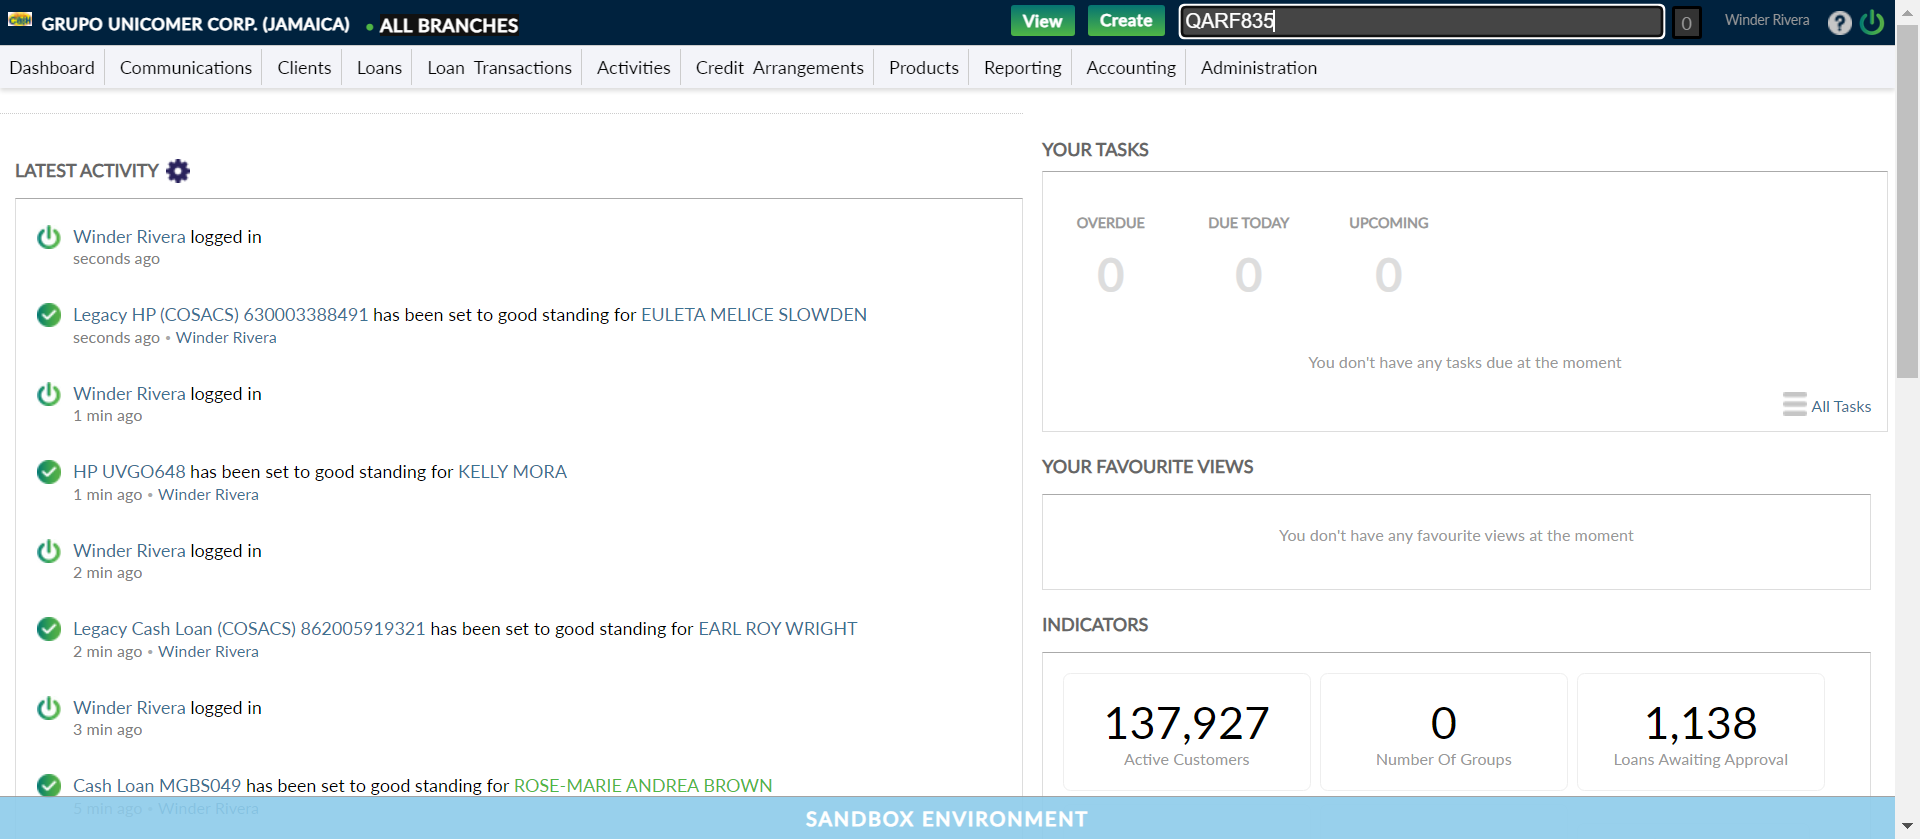 GRUPO UNICOMER CORP. (JAMAICA) • ALL BRANCHES
View Create QARF835 0 Winder Rivera ?
Dashboard Communications Clients Loans Loan Transactions Activities Credit Arrangements Products Reporting Accounting Administration
LATEST ACTIVITY
Winder Rivera logged in
seconds ago
Legacy HP (COSACS) 630003388491 has been set to good standing for EULETA MELICE SLOWDEN
seconds ago • Winder Rivera
Winder Rivera logged in
1 min ago
HP UVGO648 has been set to good standing for KELLY MORA
1 min ago • Winder Rivera
Winder Rivera logged in
2 min ago
Legacy Cash Loan (COSACS) 862005919321 has been set to good standing for EARL ROY WRIGHT
2 min ago • Winder Rivera
Winder Rivera logged in
3 min ago
Cash Loan MGBS049 has been set to good standing for ROSE-MARIE ANDREA BROWN
5 min ago • Winder Rivera
YOUR TASKS
OVERDUE DUE TODAY UPCOMING
0 0 0
You don't have any tasks due at the moment
All Tasks
YOUR FAVOURITE VIEWS
You don't have any favourite views at the moment
INDICATORS
137,927 0 1,138
Active Customers Number Of Groups Loans Awaiting Approval
SANDBOX ENVIRONMENT